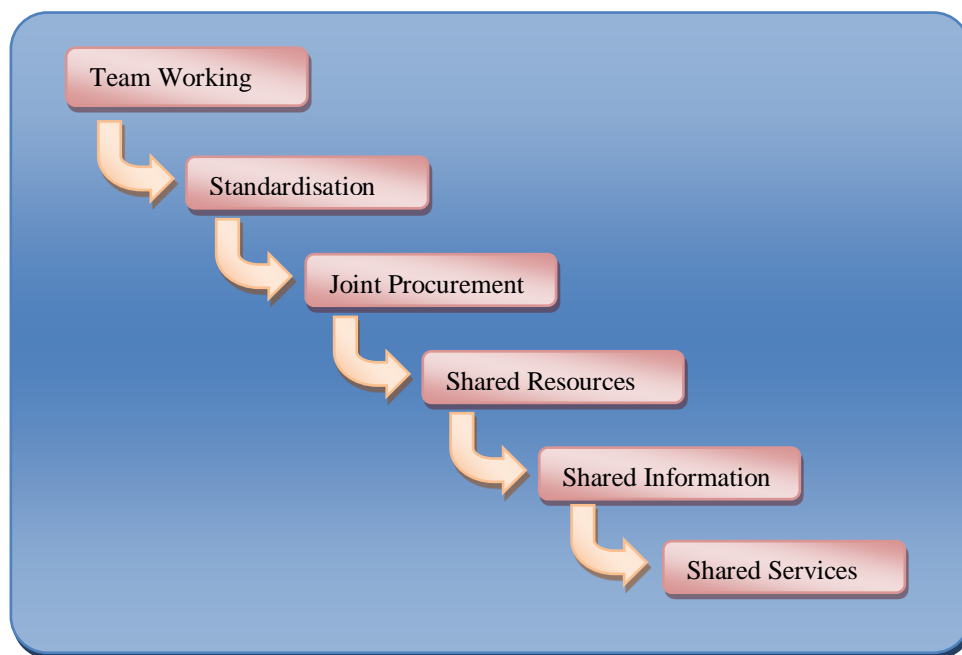 Team Working
Standardisation
Joint Procurement
Shared Resources
Shared Information
Shared Services